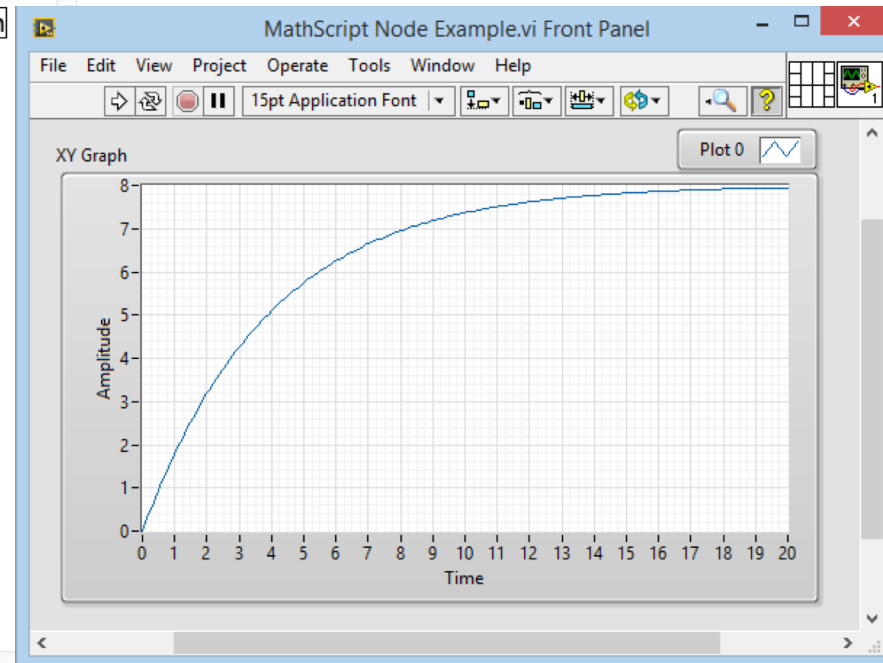 MathScript Node Example.vi Front Panel
File Edit View Project Operate Tools Window Help
15pt Application Font
1
XY Graph
Plot 0
8
7
6
5
4
3
2
1
0
Amplitude
0 1 2 3 4 5 6 7 8 9 10 11 12 13 14 15 16 17 18 19 20
Time